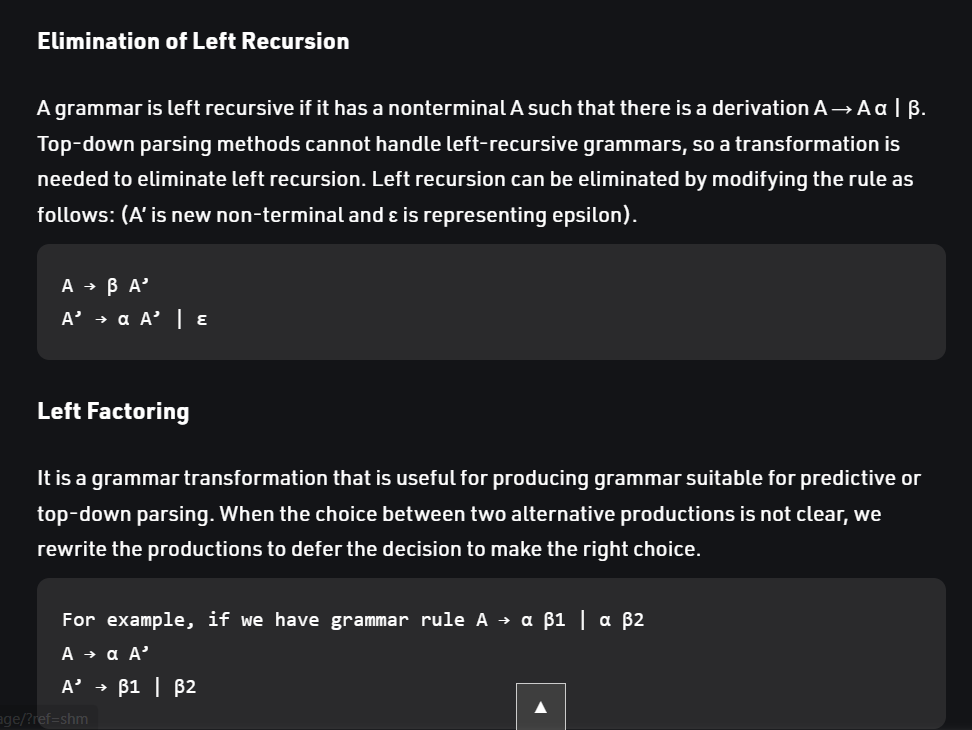 Elimination of Left Recursion
A grammar is left recursive if it has a nonterminal A such that there is a derivation A → A α | β.
Top-down parsing methods cannot handle left-recursive grammars, so a transformation is
needed to eliminate left recursion. Left recursion can be eliminated by modifying the rule as
follows: (A’ is new non-terminal and ε is representing epsilon).
A → β A’
A’ → α A’ | ε
Left Factoring
It is a grammar transformation that is useful for producing grammar suitable for predictive or
top-down parsing. When the choice between two alternative productions is not clear, we
rewrite the productions to defer the decision to make the right choice.
For example, if we have grammar rule A → α β1 | α β2
A → α A’
A’ → β1 | β2
age/?ref=shm